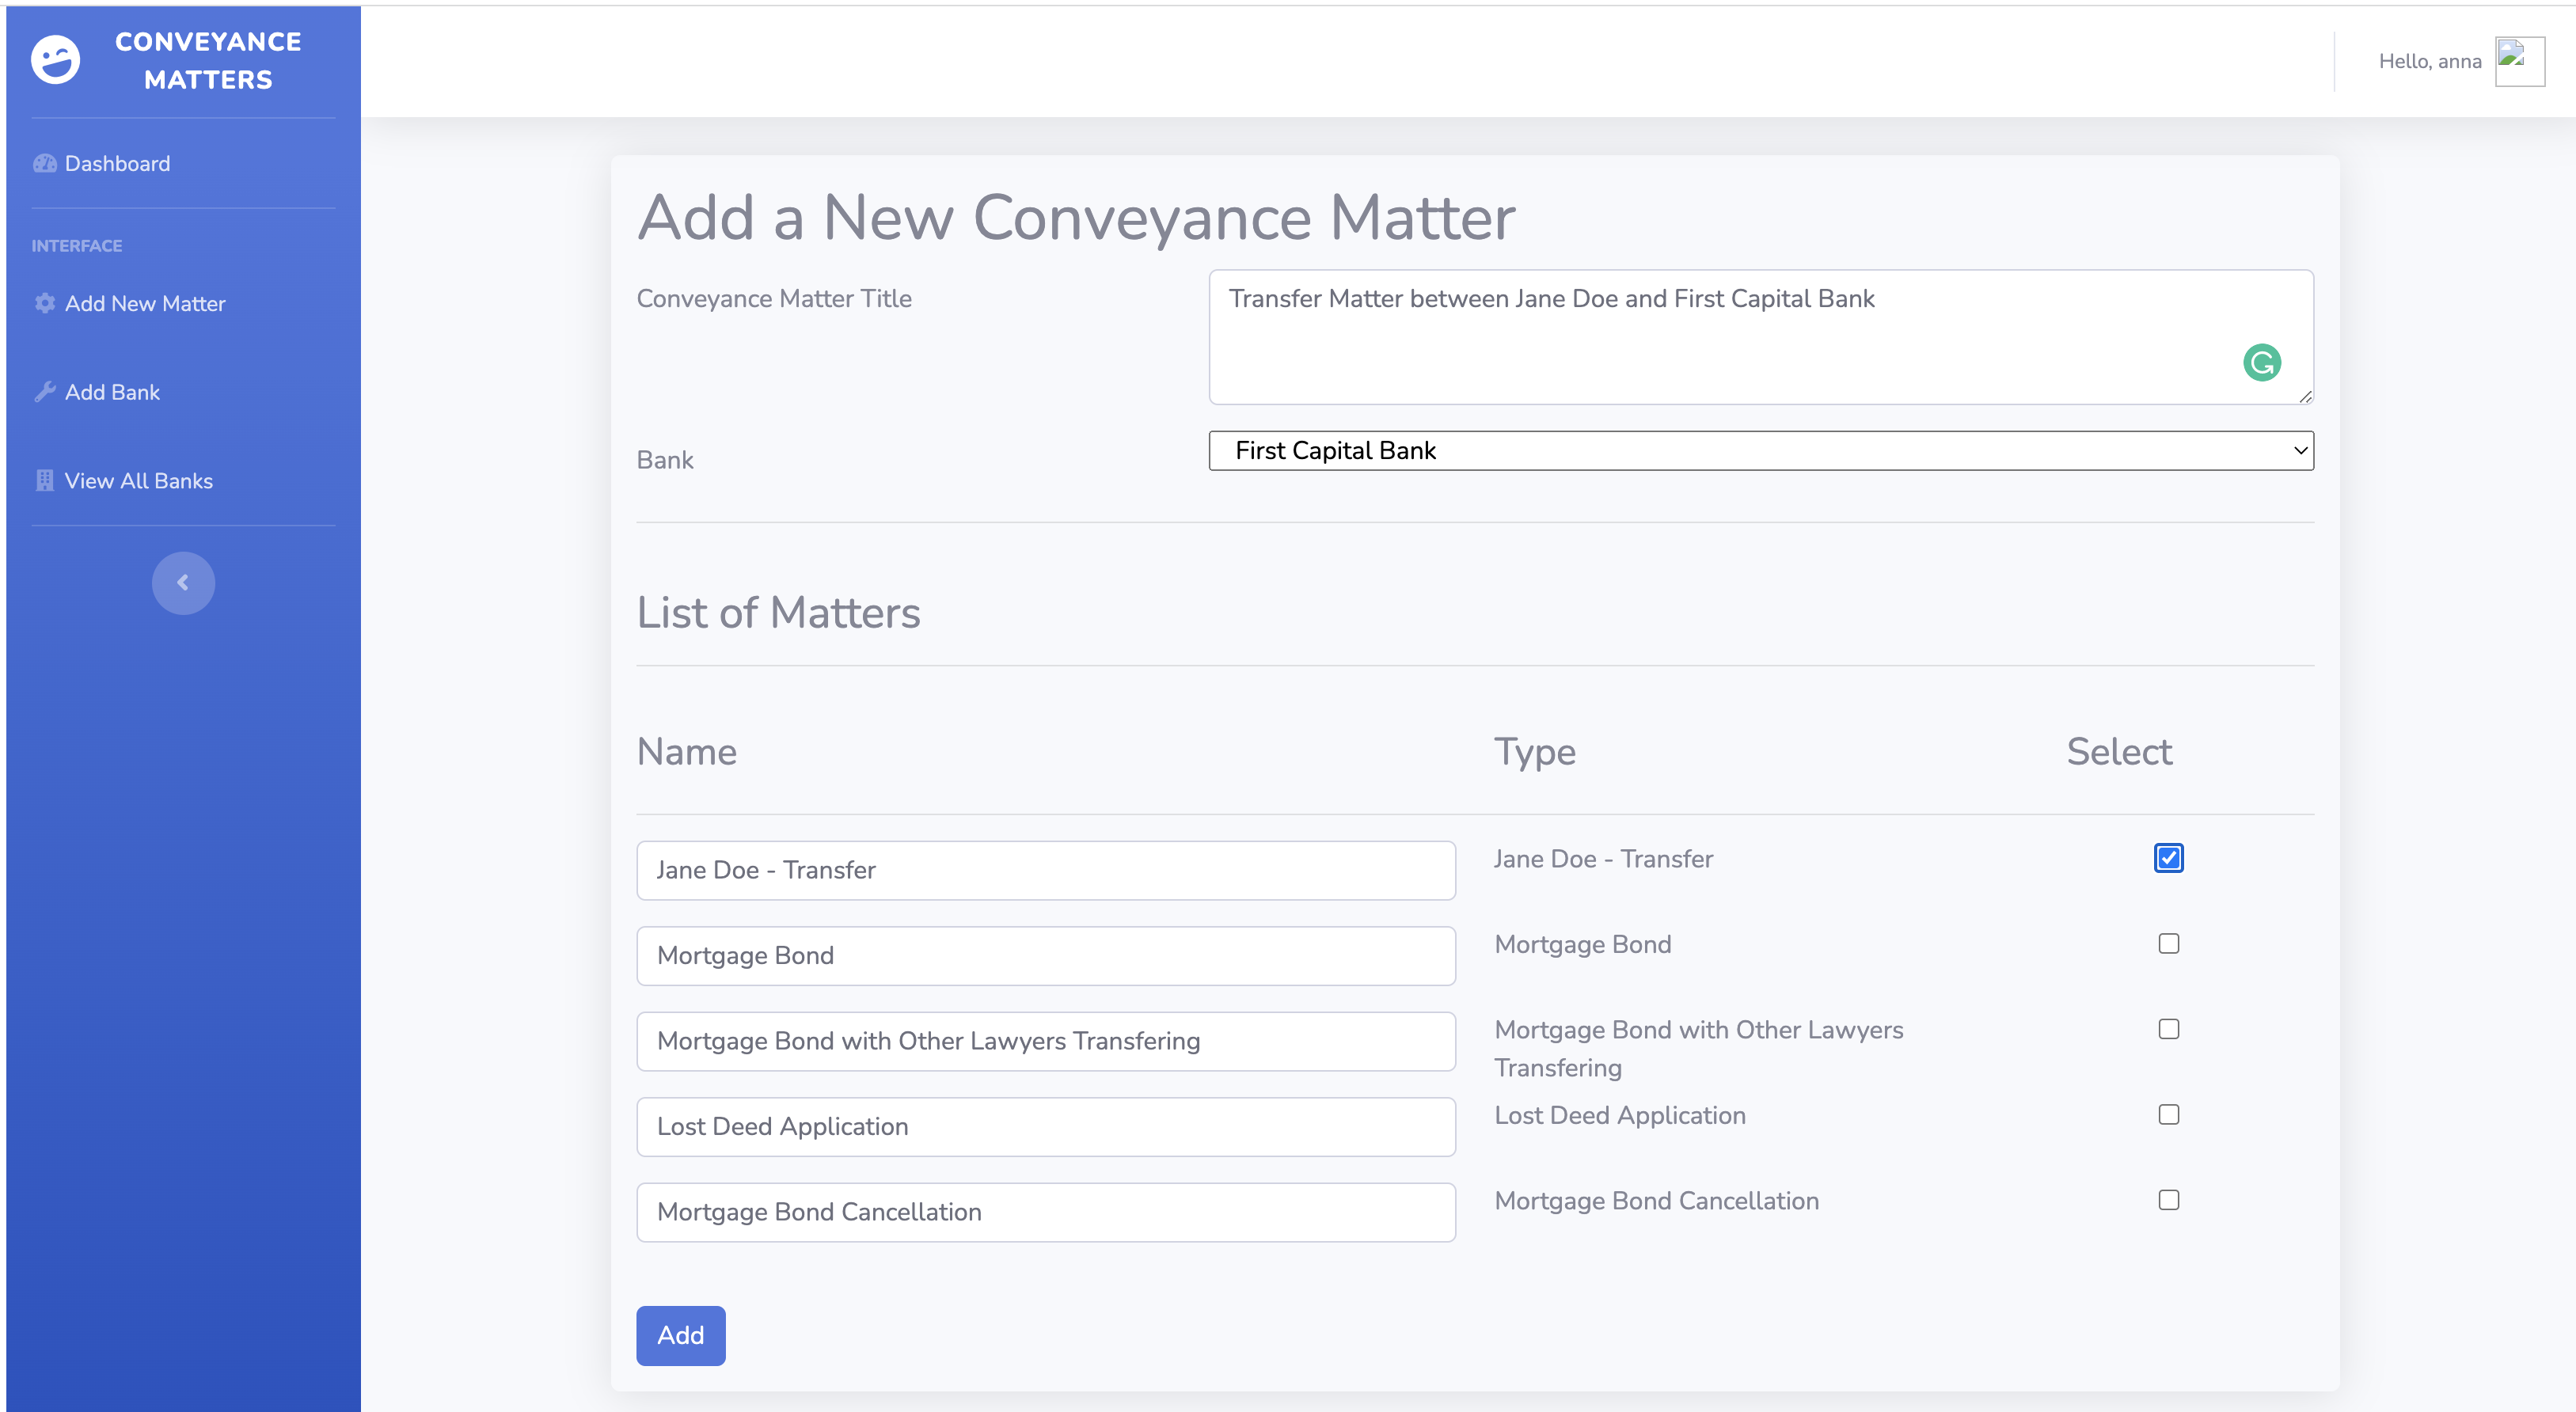 CONVEYANCE
MATTERS
Hello, anna
Dashboard
INTERFACE
Add New Matter
Add Bank
View All Banks
Add a New Conveyance Matter
Conveyance Matter Title
Transfer Matter between Jane Doe and First Capital Bank
Bank
First Capital Bank
List of Matters
Name
Type
Select
Jane Doe - Transfer
Jane Doe - Transfer
Mortgage Bond
Mortgage Bond
Mortgage Bond with Other Lawyers Transfering
Mortgage Bond with Other Lawyers
Transfering
Lost Deed Application
Lost Deed Application
Mortgage Bond Cancellation
Mortgage Bond Cancellation
Add